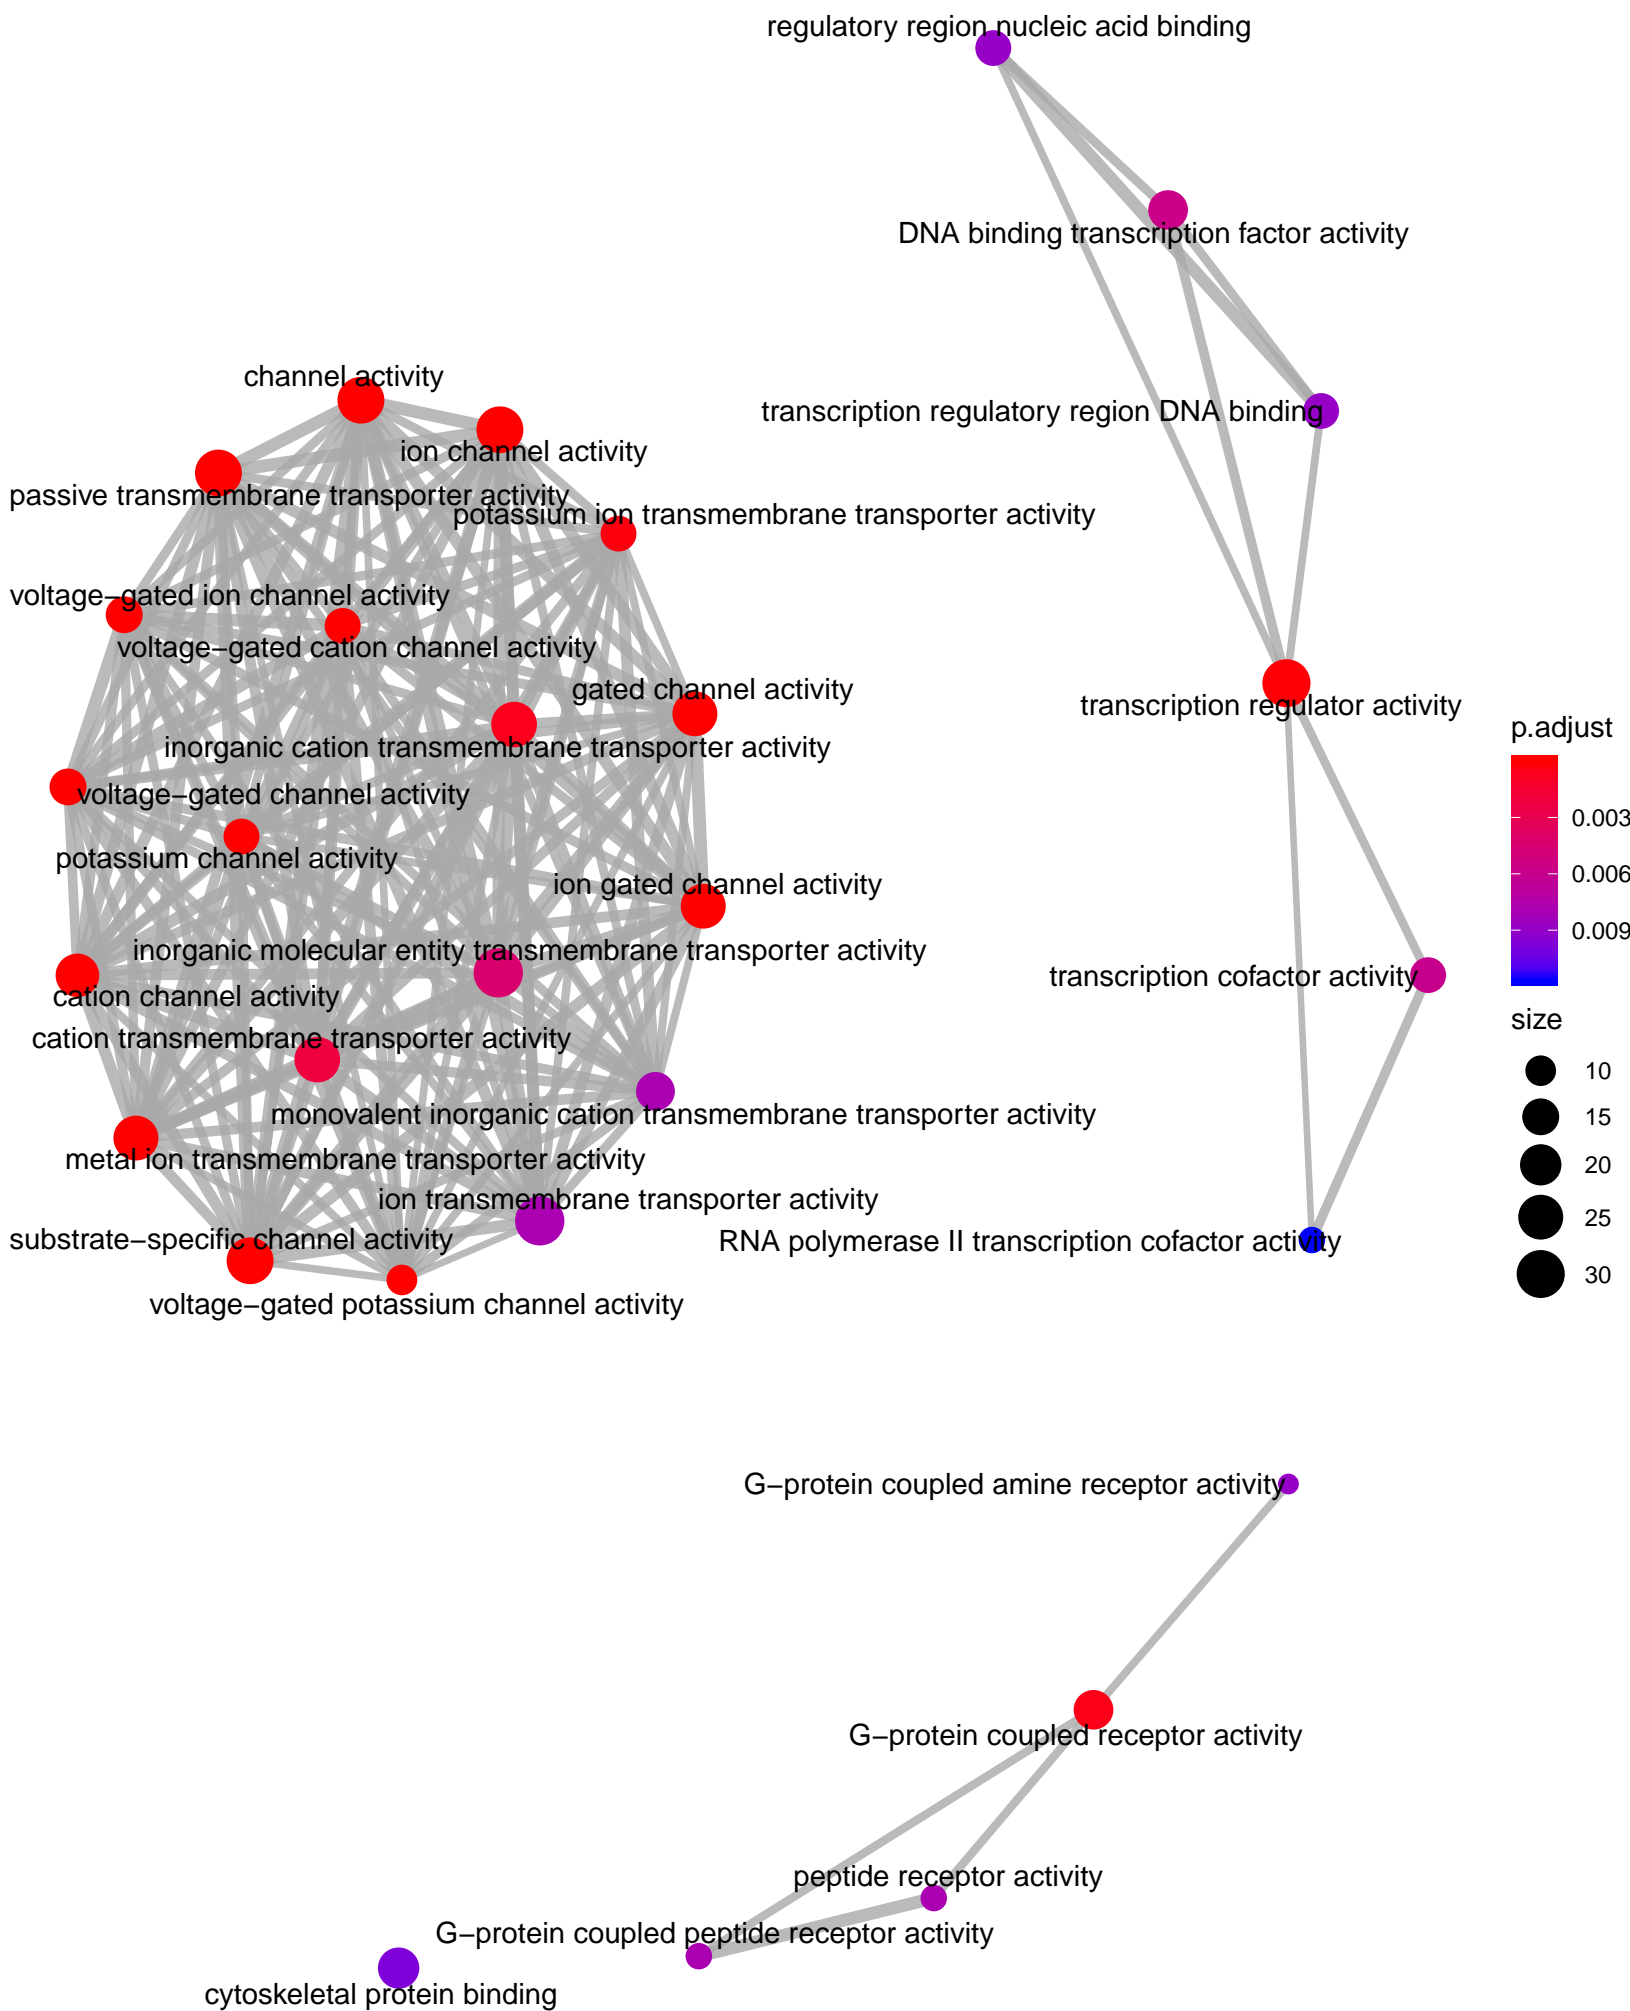 regulatory region nucleic acid binding
DNA binding transcription factor activity
channel activity
transcription regulatory region DNA binding
ion channel activity
passive transmembrane transporter activity
potassium ion transmembrane transporter activity
voltage−gated ion channel activity
voltage−gated cation channel activity
gated channel activity
transcription regulator activity
inorganic cation transmembrane transporter activity
voltage−gated channel activity
potassium channel activity
ion gated channel activity
inorganic molecular entity transmembrane transporter activity
transcription cofactor activity
cation channel activity
cation transmembrane transporter activity
monovalent inorganic cation transmembrane transporter activity
metal ion transmembrane transporter activity
ion transmembrane transporter activity
substrate−specific channel activity
RNA polymerase II transcription cofactor activity
voltage−gated potassium channel activity
G−protein coupled amine receptor activity
G−protein coupled receptor activity
peptide receptor activity
G−protein coupled peptide receptor activity
cytoskeletal protein binding
p.adjust
0.003
0.006
0.009
size
10
15
20
25
30